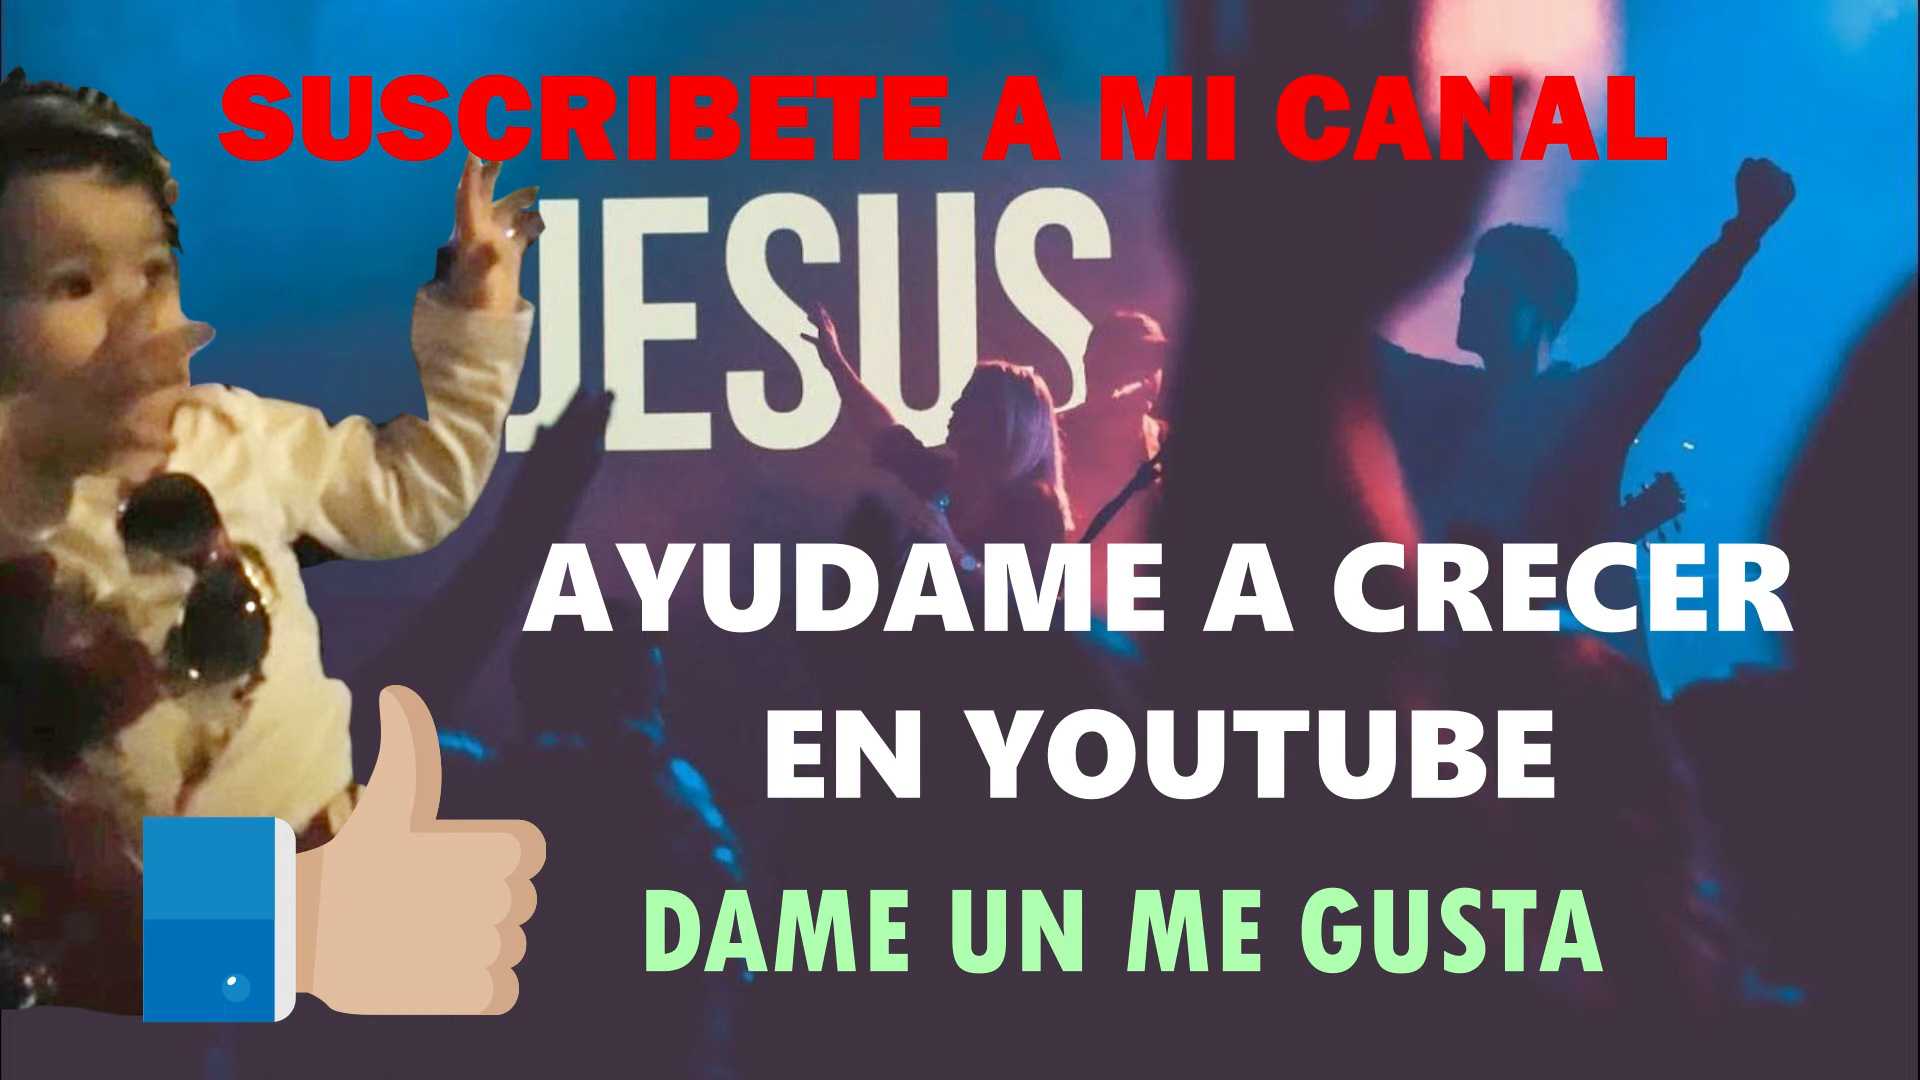 SUSCRIBETE A MI CANAL
JESUS
AYUDAME A CRECER
EN YOUTUBE
DAME UN ME GUSTA